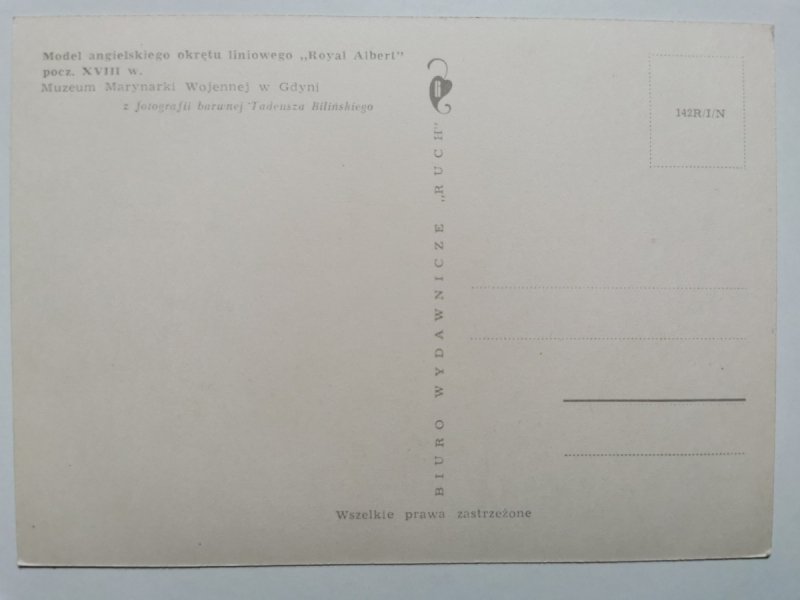 Model angielskiego okrętu liniowego „Royal Albert”
pocz. XVIII w.
Muzeum Marynarki Wojennej w Gdyni
z fotografii barwnej Tadeusza Bilińskiego
BIURO WYDAWNICZE „RUCH”
R
142R/I/N
Wszelkie prawa zastrzeżone